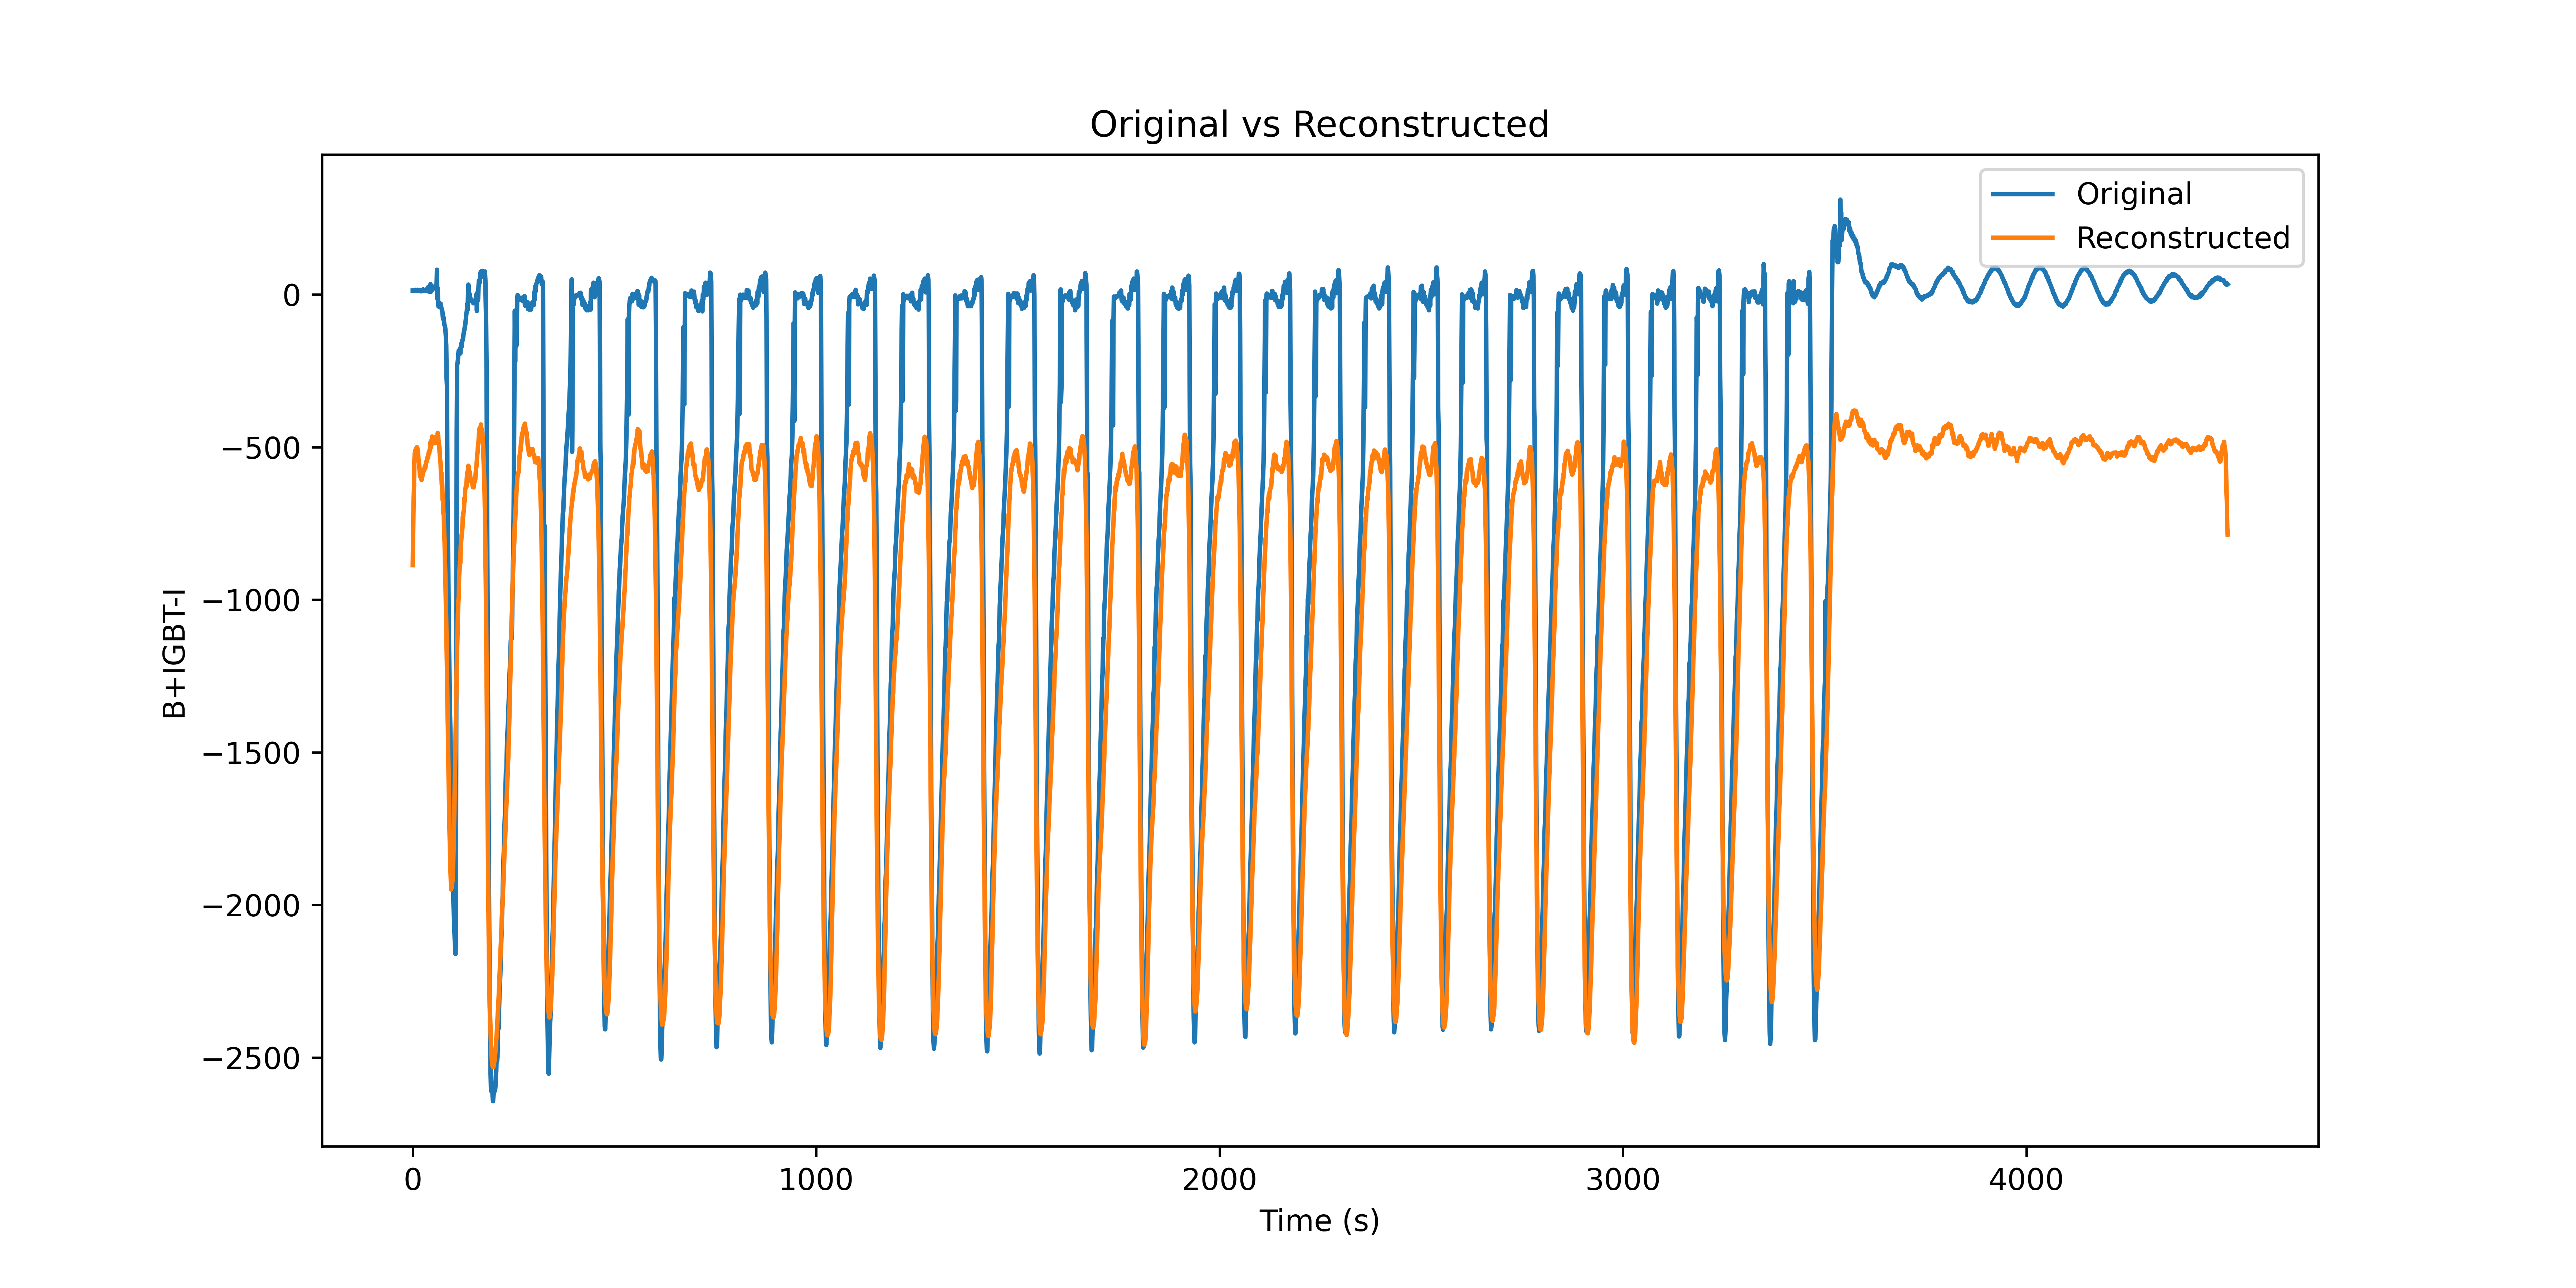 Original vs Reconstructed
Original
Reconstructed
0
−500
−1000
−1500
−2000
−2500
B+IGBT-I
0
1000
2000
3000
4000
Time (s)